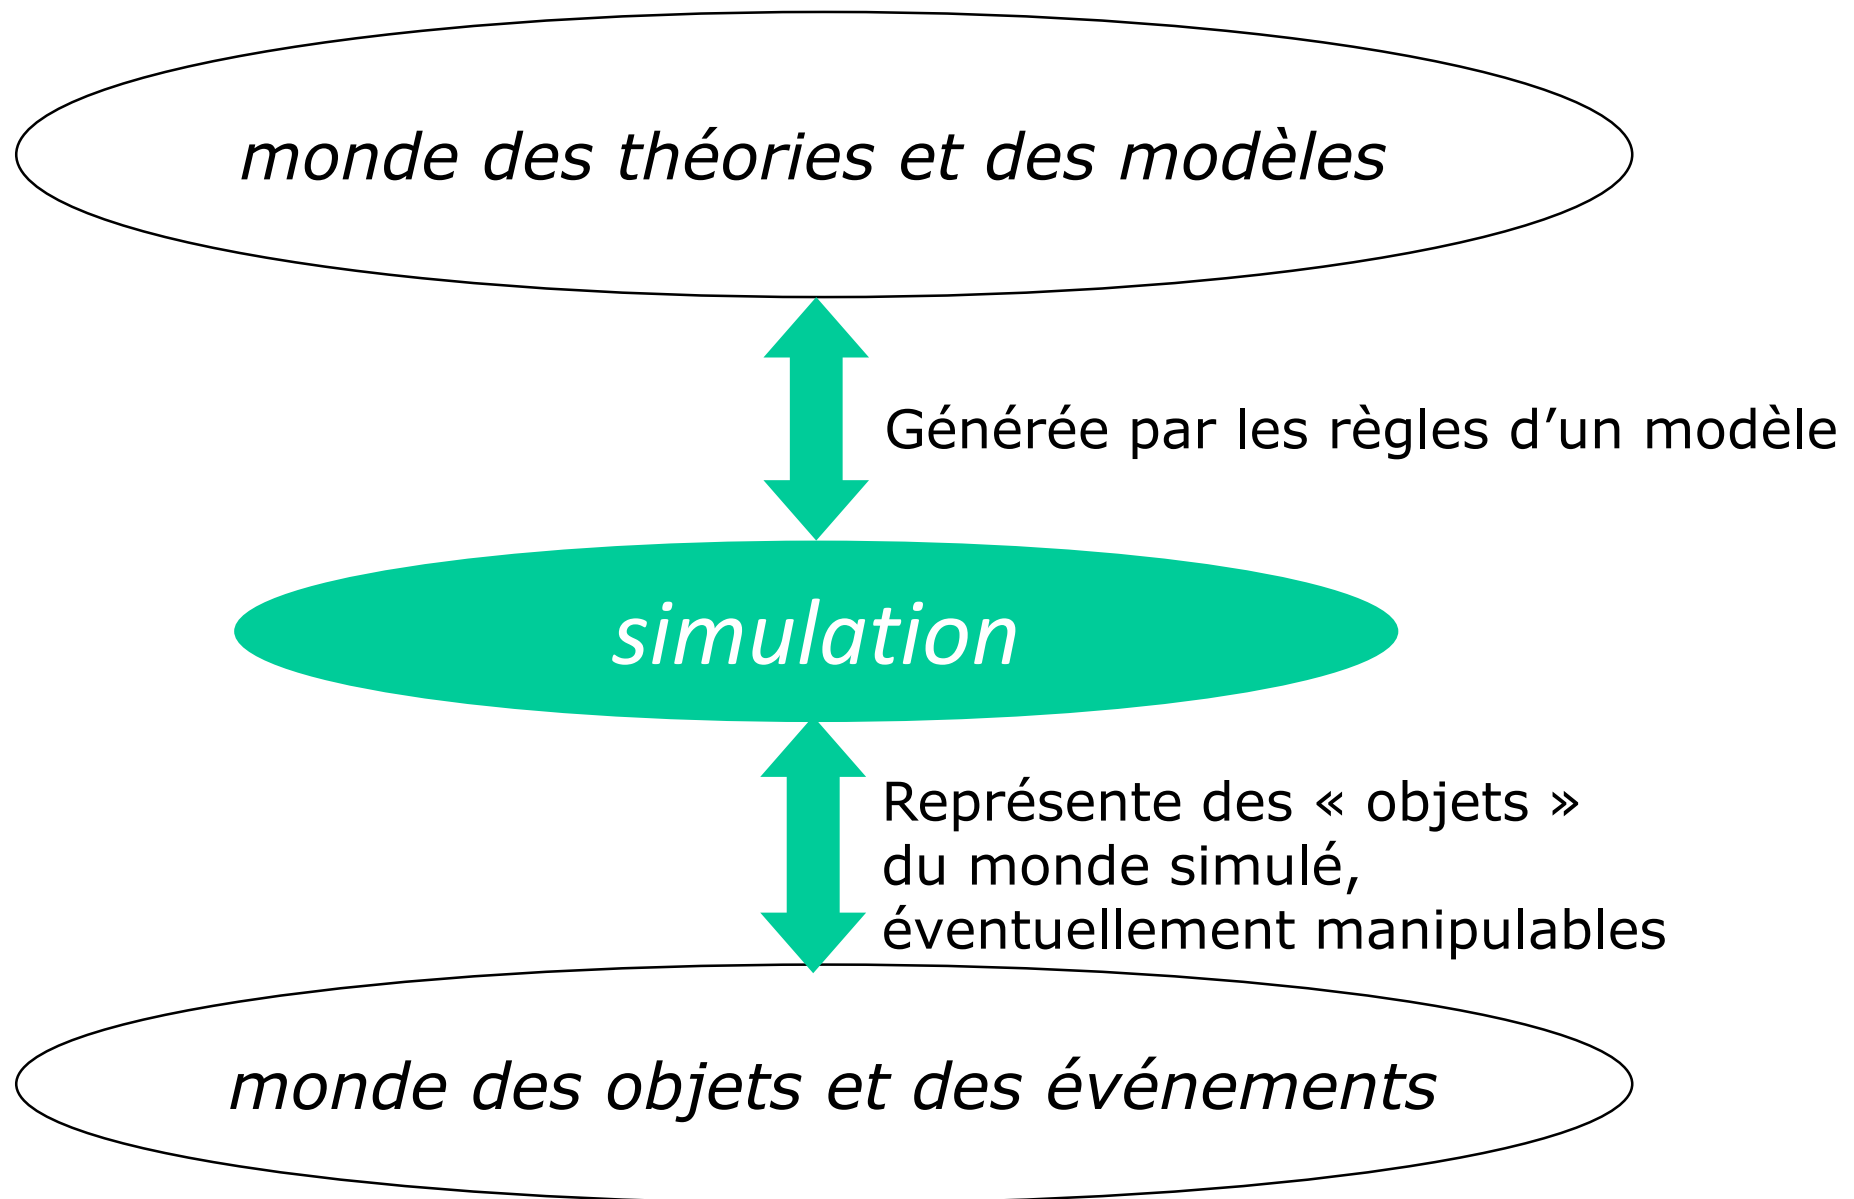 monde des théories et des modèles
Générée par les règles d’un modèle
simulation
Représente des « objets »
du monde simulé,
éventuellement manipulables
monde des objets et des événements